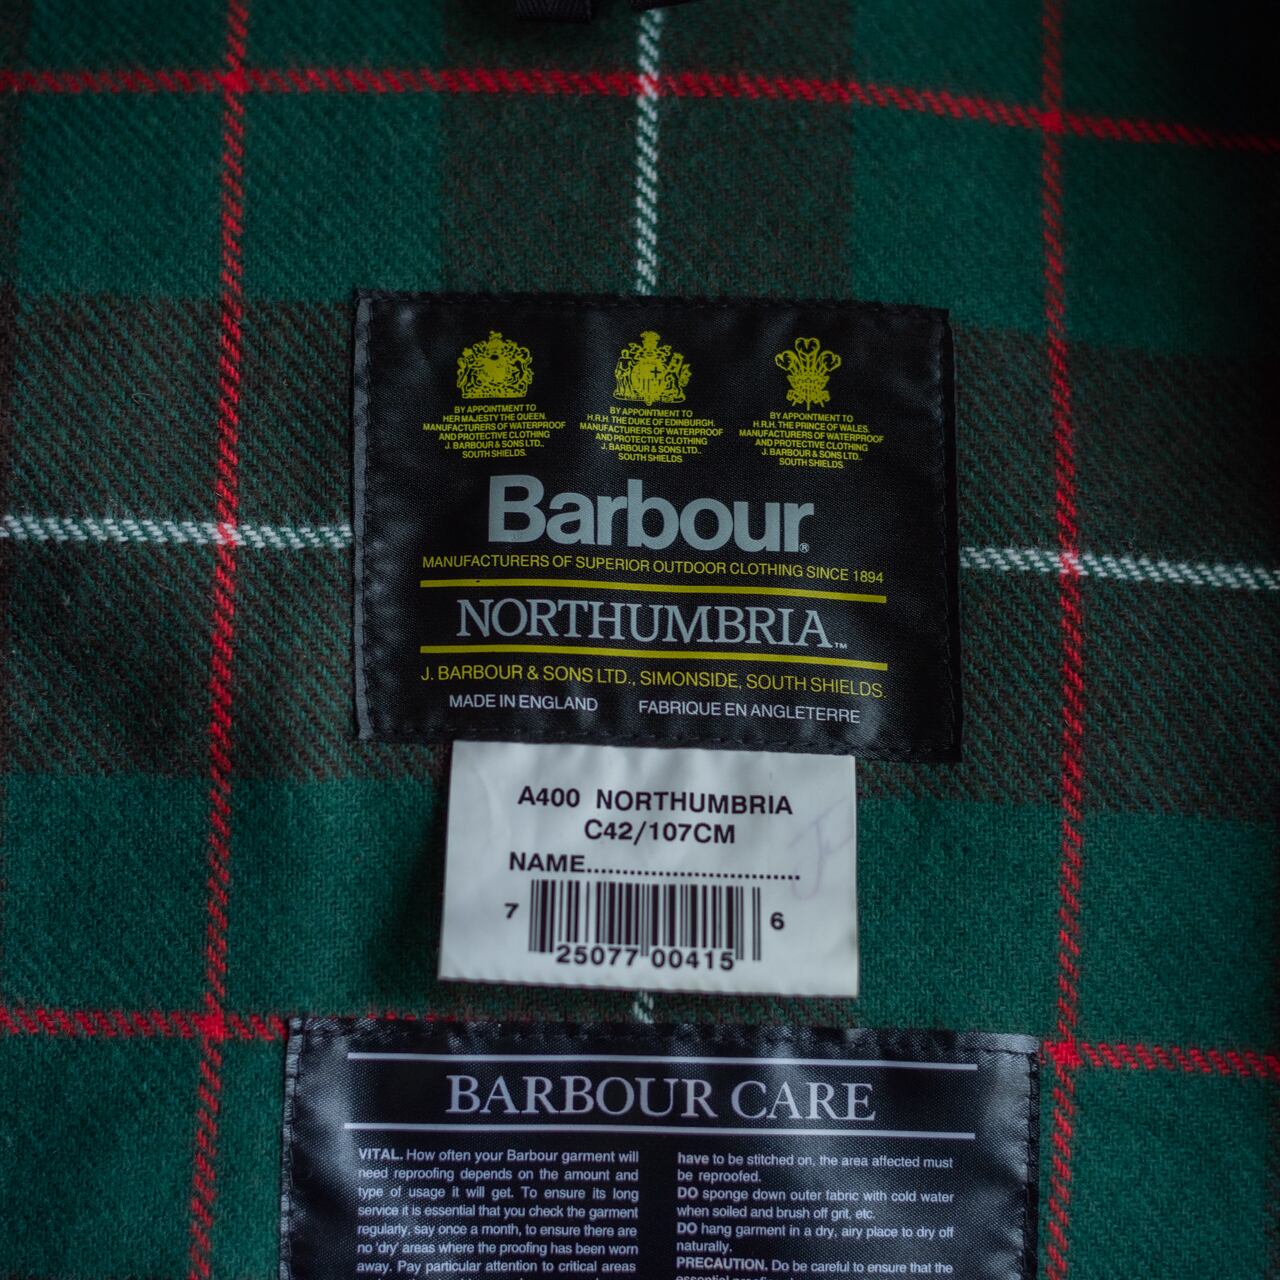 BY APPOINTMENT TO
HER MAJESTY THE QUEEN.
MANUFACTURERS OF WATERPROOF
AND PROTECTIVE CLOTHING
J. BARBOUR & SONS LTD.,
SOUTH SHIELDS.
BY APPOINTMENT TO
H.R.H. THE DUKE OF EDINBURGH.
MANUFACTURERS OF WATERPROOF
AND PROTECTIVE CLOTHING
J. BARBOUR & SONS LTD.,
SOUTH SHIELDS.
BY APPOINTMENT TO
H.R.H. THE PRINCE OF WALES.
MANUFACTURERS OF WATERPROOF
AND PROTECTIVE CLOTHING
J. BARBOUR & SONS LTD.,
SOUTH SHIELDS.
Barbour®
MANUFACTURERS OF SUPERIOR OUTDOOR CLOTHING SINCE 1894
NORTHUMBRIA™
J. BARBOUR & SONS LTD., SIMONSIDE, SOUTH SHIELDS.
MADE IN ENGLAND FABRIQUE EN ANGLETERRE
A400 NORTHUMBRIA
C42/107CM
NAME..............................
7 25077 00415 6
BARBOUR CARE
VITAL. How often your Barbour garment will
need reproofing depends on the amount and
type of usage it will get. To ensure its long
service it is essential that you check the garment
regularly, say once a month, to ensure there are
no 'dry' areas where the proofing has been worn
away. Pay particular attention to critical areas
have to be stitched on, the area affected must
be reproofed.
DO sponge down outer fabric with cold water
when soiled and brush off grit, etc.
DO hang garment in a dry, airy place to dry off
naturally.
PRECAUTION. Do be careful to ensure that the